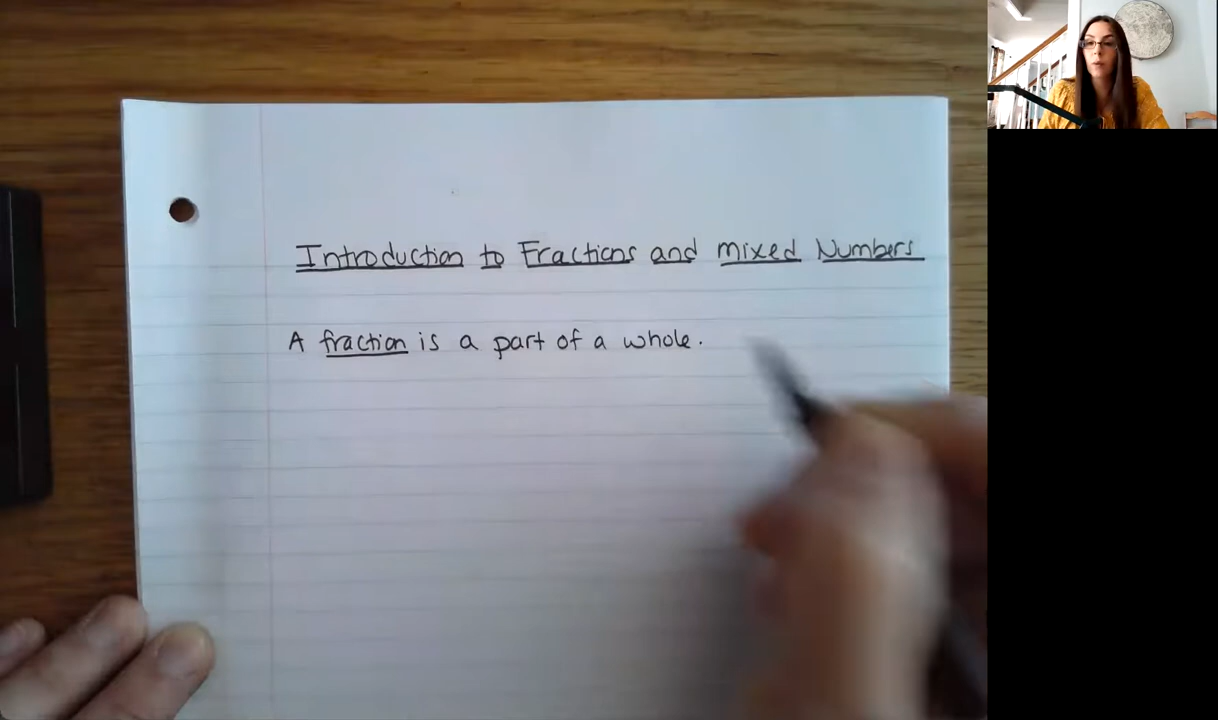 Introduction to Fractions and mixed Numbers
A fraction is a part of a whole.